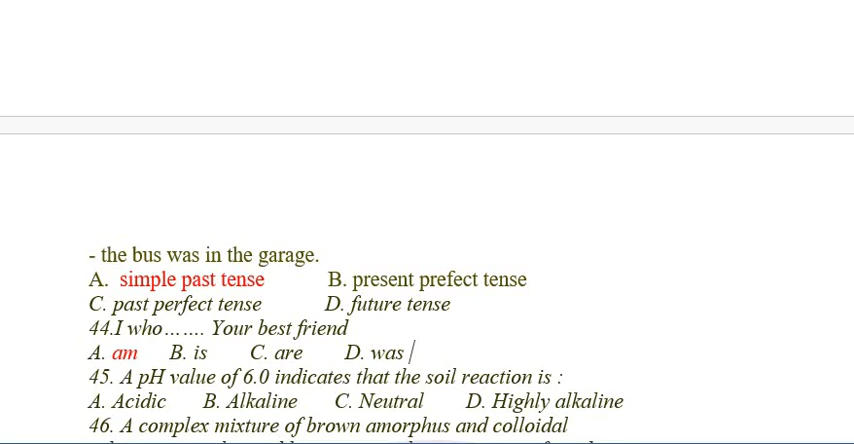 - the bus was in the garage.
A. simple past tense B. present prefect tense
C. past perfect tense D. future tense
44.I who....... Your best friend
A. am B. is C. are D. was
45. A pH value of 6.0 indicates that the soil reaction is :
A. Acidic B. Alkaline C. Neutral D. Highly alkaline
46. A complex mixture of brown amorphus and colloidal